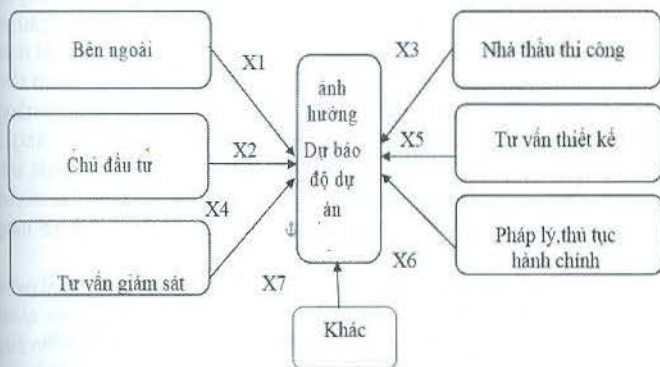 Bên ngoài
X1
X3
Nhà thầu thi công
ảnh
hưởng
Dự báo
độ dự
án
Chủ đầu tư
X2
X5
Tư vấn thiết kế
X4
Tư vấn giám sát
X7
X6
Pháp lý,thủ tục
hành chính
Khác